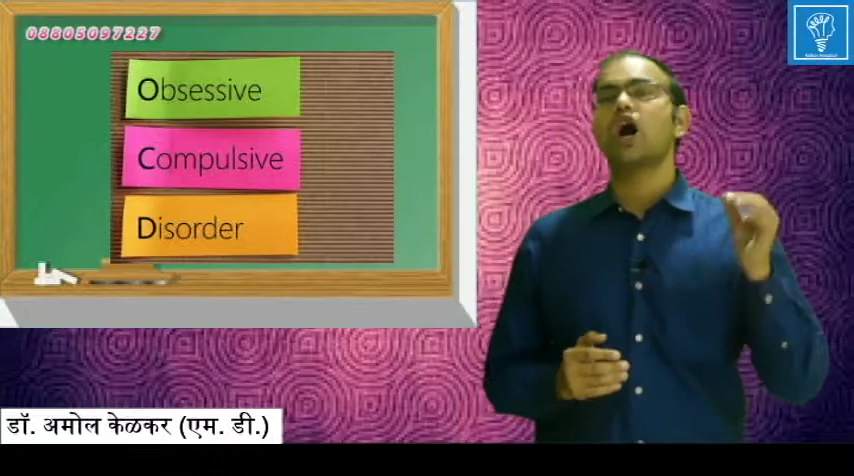 08805097227
Obsessive
Compulsive
Disorder
डॉ. अमोल केळकर (एम. डी.)